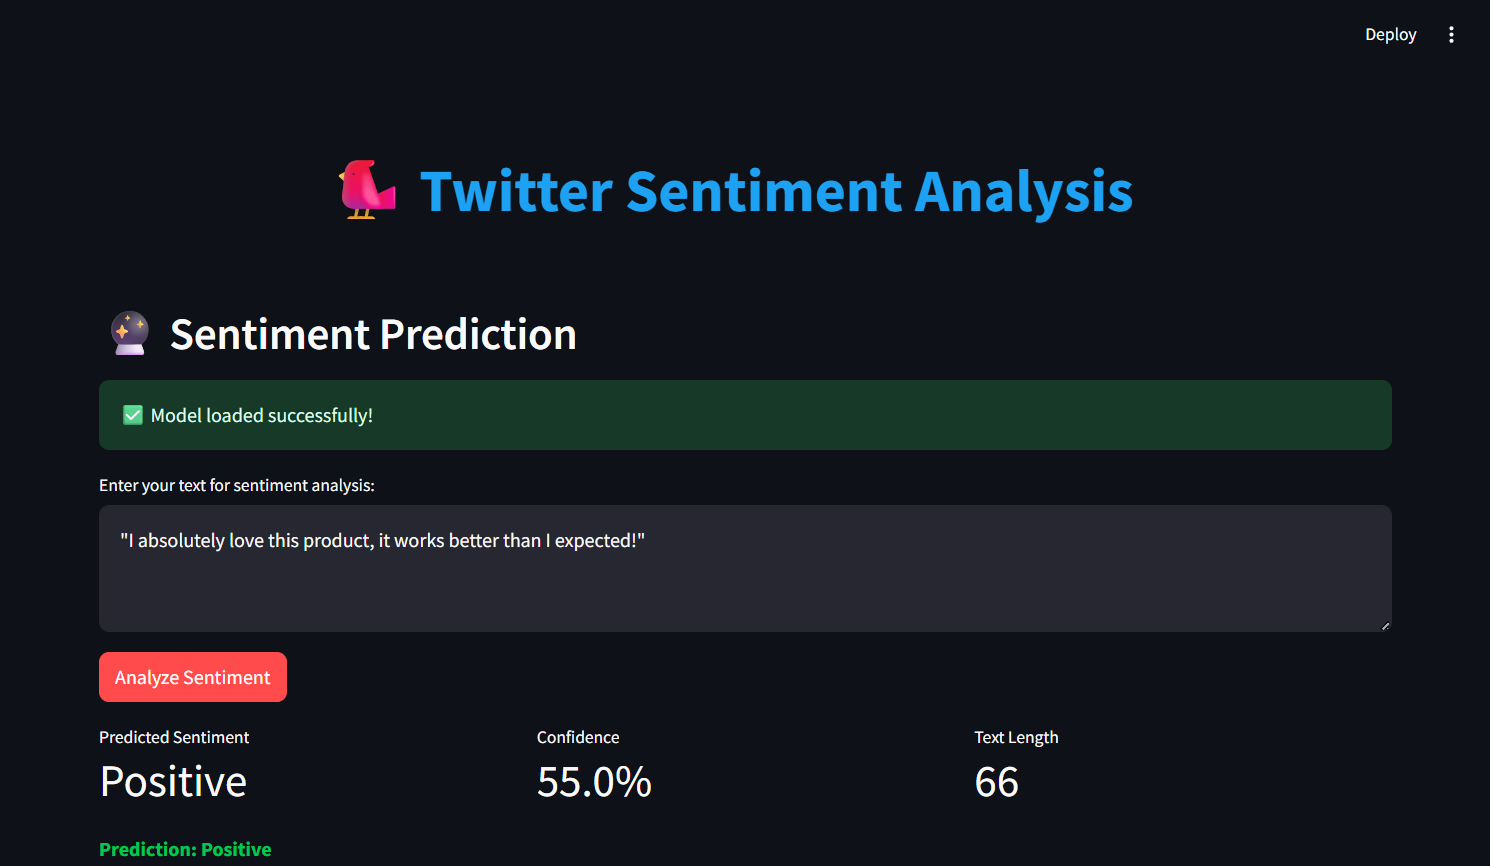 Deploy
Twitter Sentiment Analysis
Sentiment Prediction
Model loaded successfully!
Enter your text for sentiment analysis:
"I absolutely love this product, it works better than I expected!"
Analyze Sentiment
Predicted Sentiment Confidence Text Length
Positive 55.0% 66
Prediction: Positive